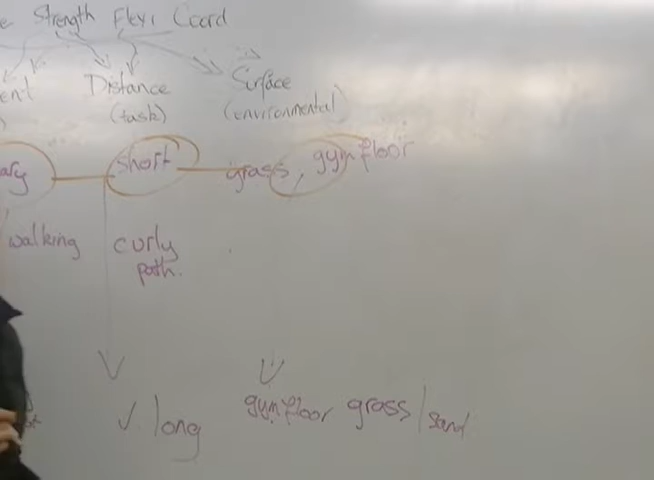 e Strength Flexi Coord
ent Distance Surface
(task) (environmental)
ary short grass, gym floor
walking curly
path.
v. long gym floor grass/sand